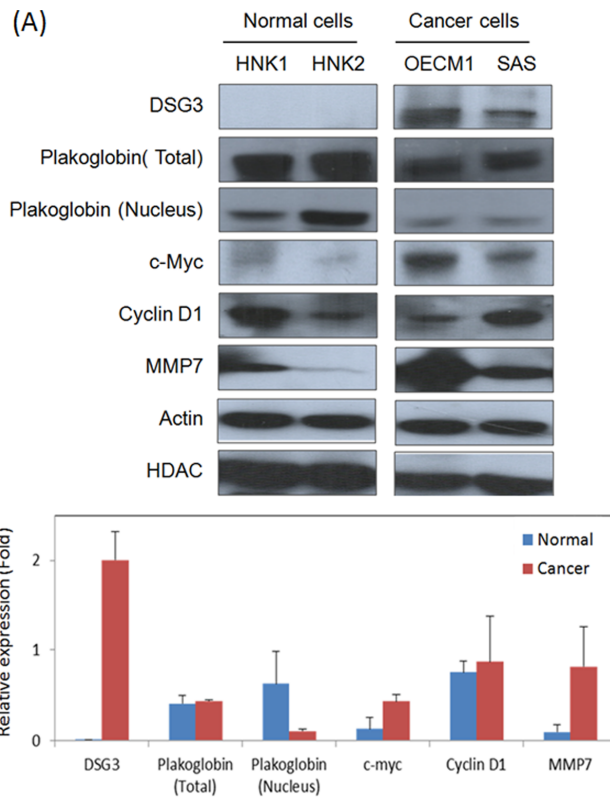 (A)
Normal cells Cancer cells
HNK1 HNK2 OECM1 SAS
DSG3
Plakoglobin( Total)
Plakoglobin (Nucleus)
c-Myc
Cyclin D1
MMP7
Actin
HDAC
Relative expression (Fold)
2
1
0
Normal
Cancer
DSG3 Plakoglobin Plakoglobin c-myc Cyclin D1 MMP7
(Total) (Nucleus)